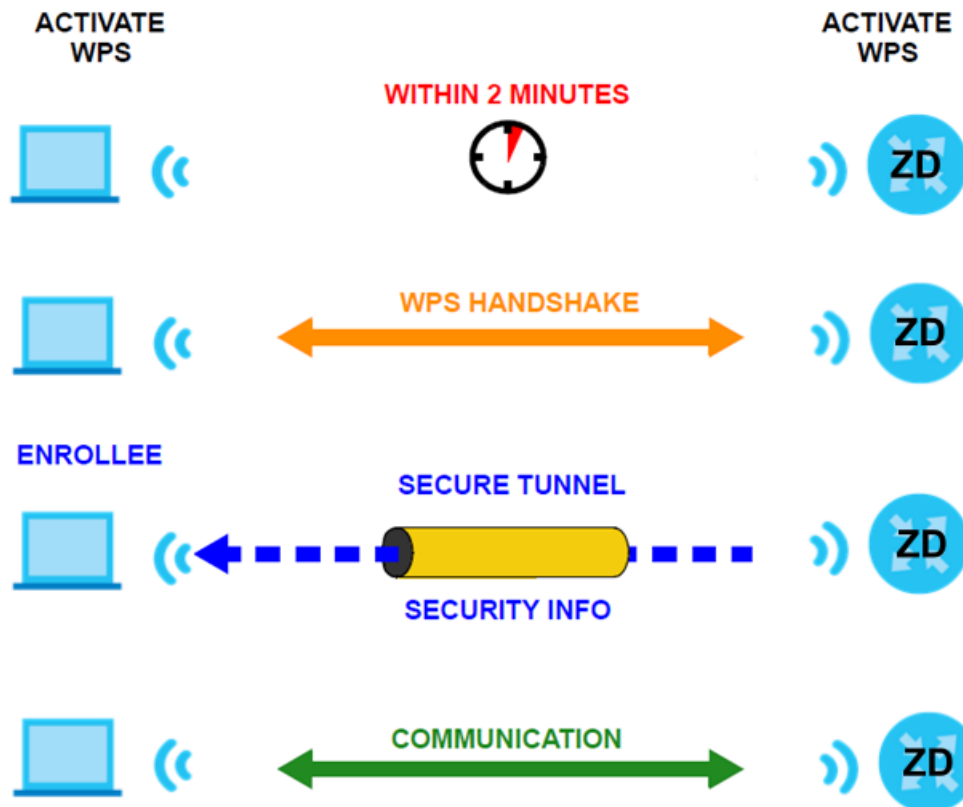 ACTIVATE
WPS
ACTIVATE
WPS
WITHIN 2 MINUTES
ZD
WPS HANDSHAKE
ZD
ENROLLEE
SECURE TUNNEL
ZD
SECURITY INFO
COMMUNICATION
ZD